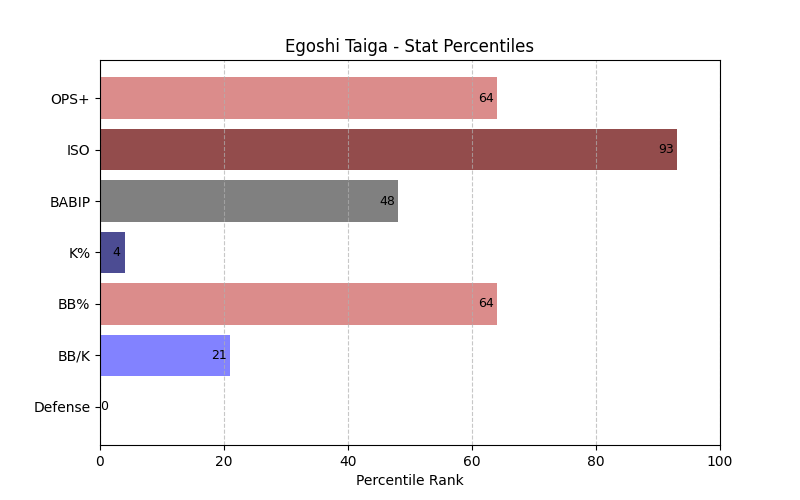 Egoshi Taiga - Stat Percentiles
OPS+ 64
ISO 93
BABIP 48
K% 4
BB% 64
BB/K 21
Defense 0
0 20 40 60 80 100
Percentile Rank